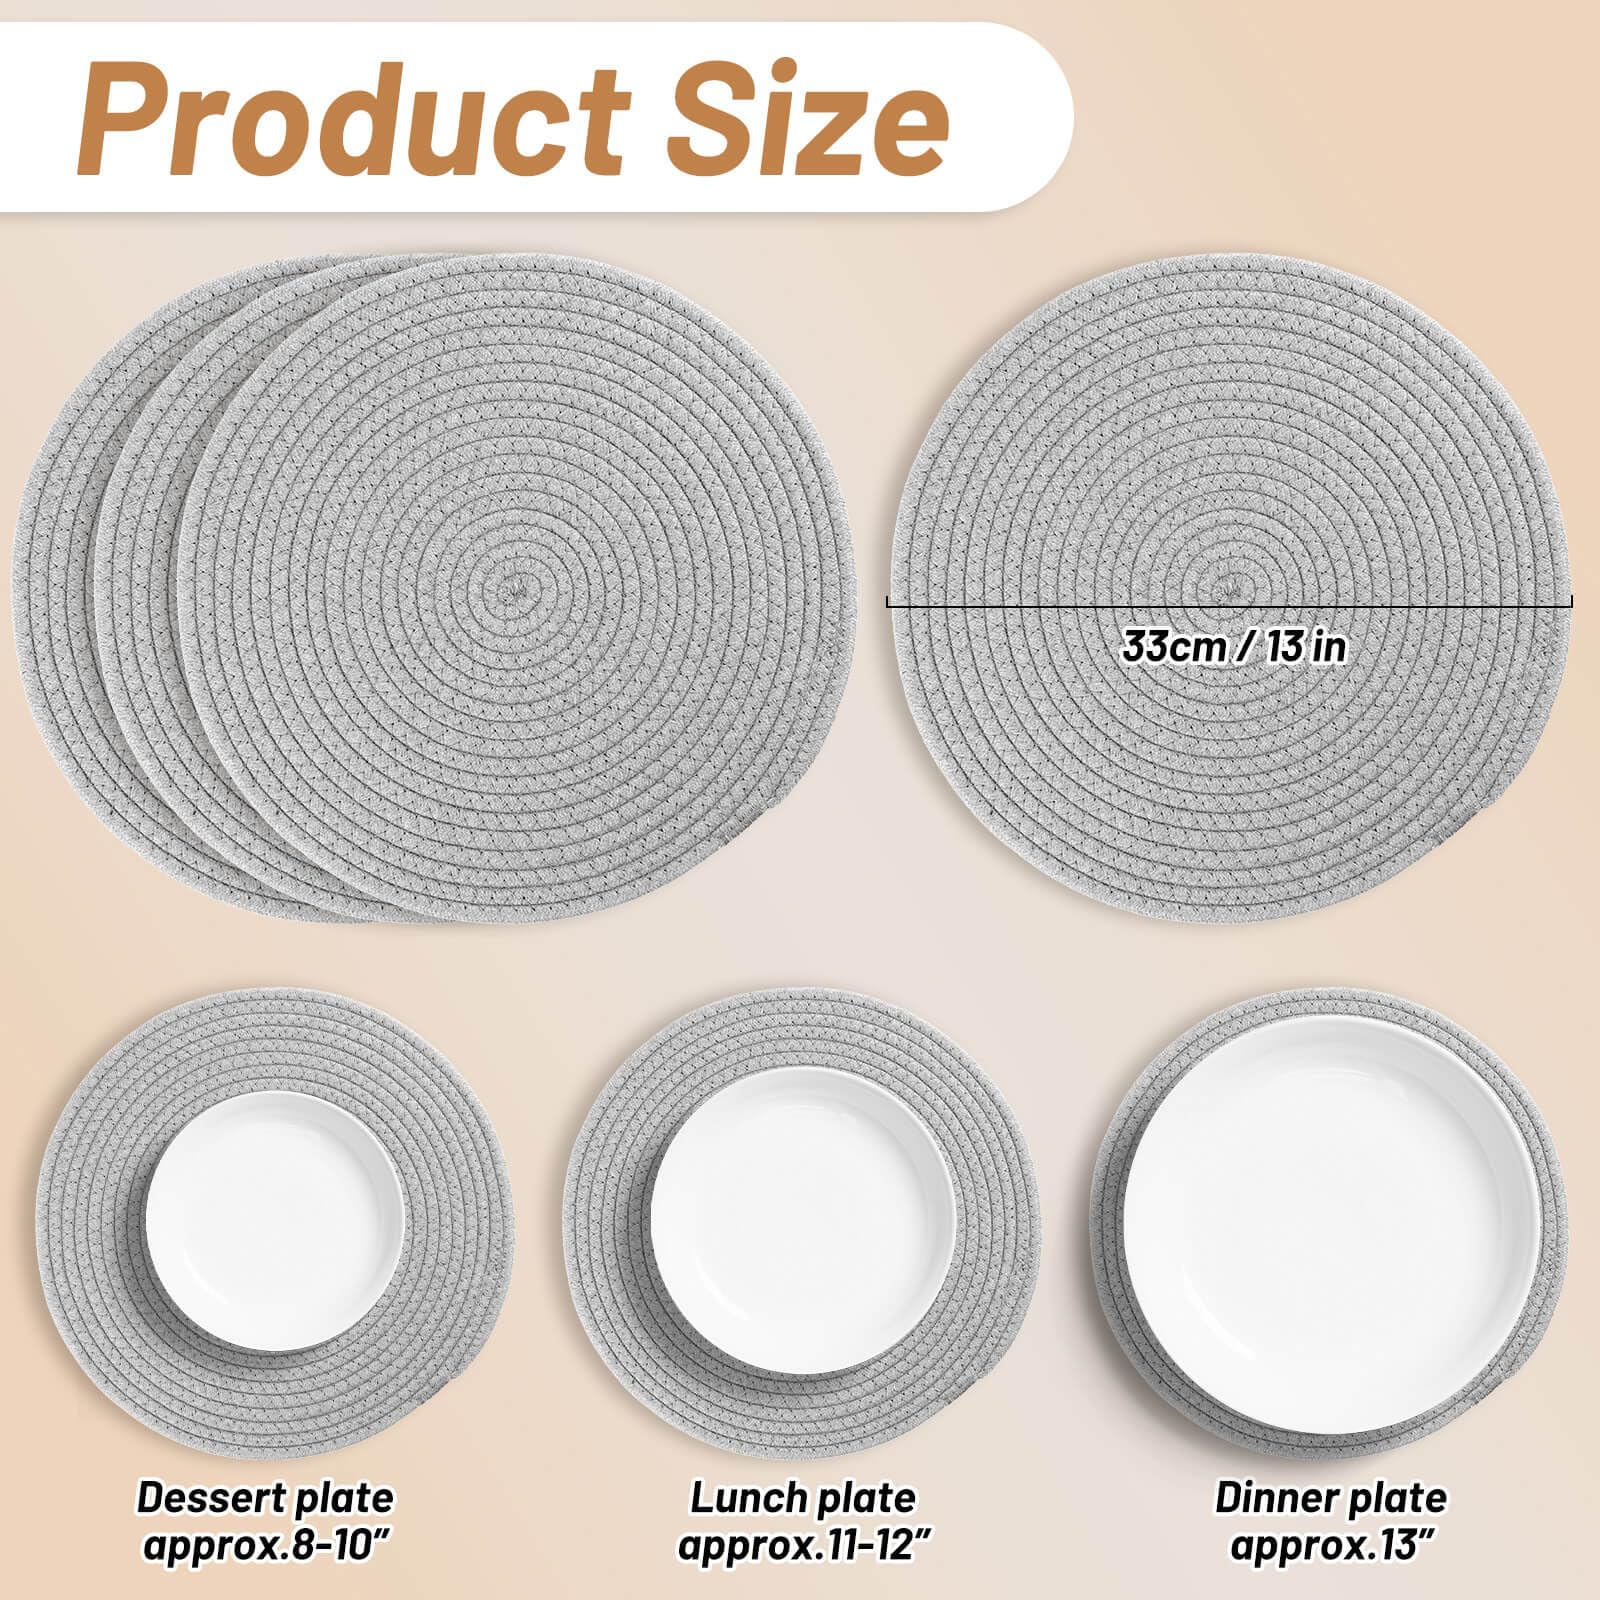 Product Size
33cm / 13 in
Dessert plate
approx.8-10”
Lunch plate
approx.11-12”
Dinner plate
approx.13”